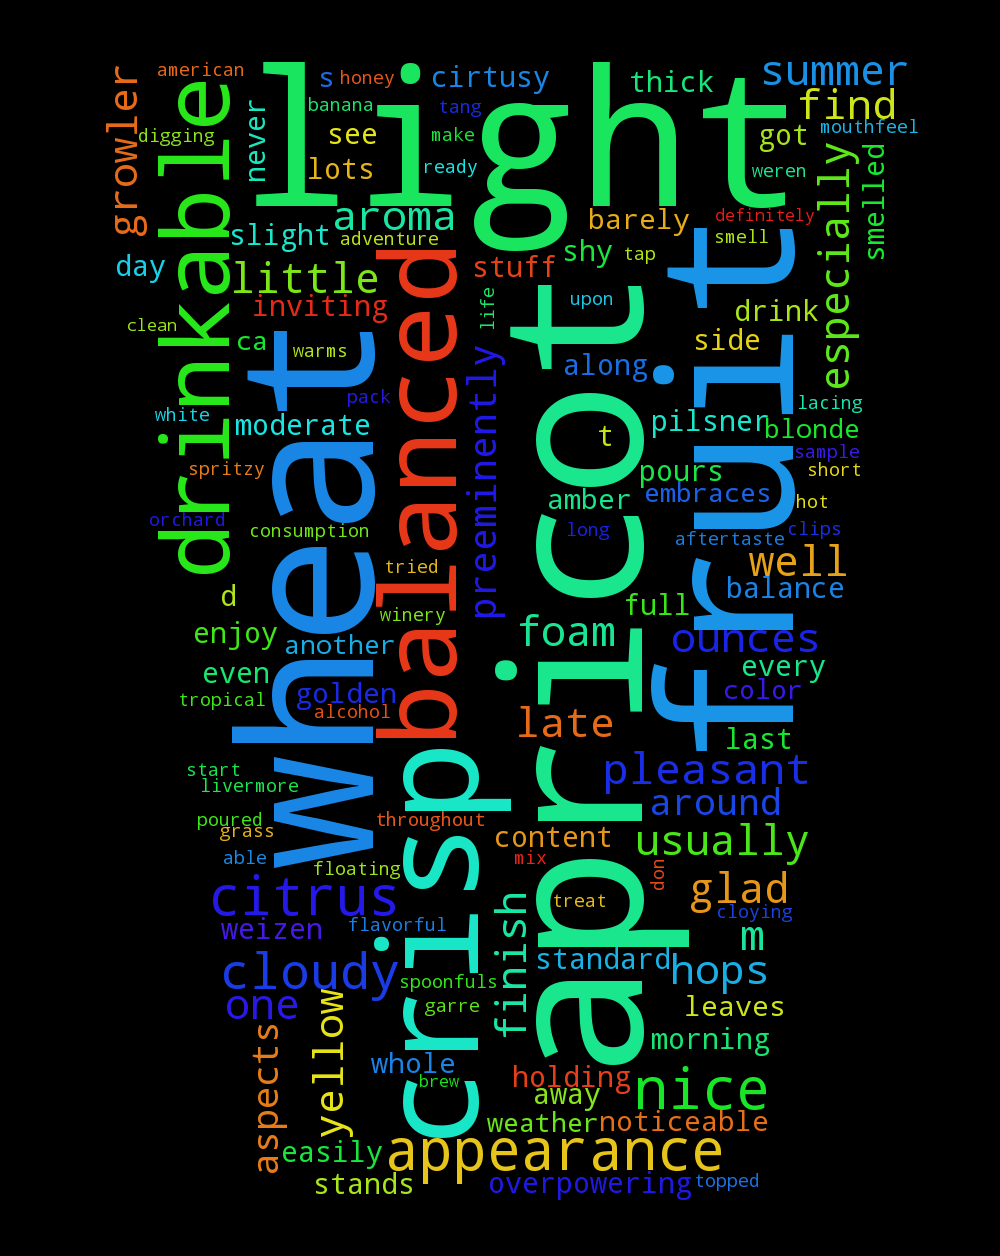 light
american
s
honey
cirtusy
thick
summer
growler
drinkable
banana
tang
find
never
digging
see
make
got
mouthfeel
lots
ready
weren
especially
smelled
aroma
barely
definitely
slight
adventure
shy
tap
smell
fruit
day
little
balanced
stuff
inviting
life
upon
apricot
drink
clean
wheat
ca
warms
preeminently
along
side
pack
white
moderate
pilsner
lacing
blonde
t
spritzy
pours
sample
short
amber
embraces
hot
orchard
consumption
long
aftertaste
clips
tried
well
d
winery
full
balance
enjoy
another
foam
ounces
even
every
tropical
golden
alcohol
color
late
last
start
livermore
pleasant
crisp
poured
grass
throughout
around
content
usually
able
floating
mix
don
citrus
treat
glad
weizen
flavorful
finish
cloying
m
cloudy
spoonfuls
standard
hops
one
garre
leaves
yellow
aspects
morning
whole
brew
holding
away
nice
weather
noticeable
easily
appearance
stands
overpowering
topped